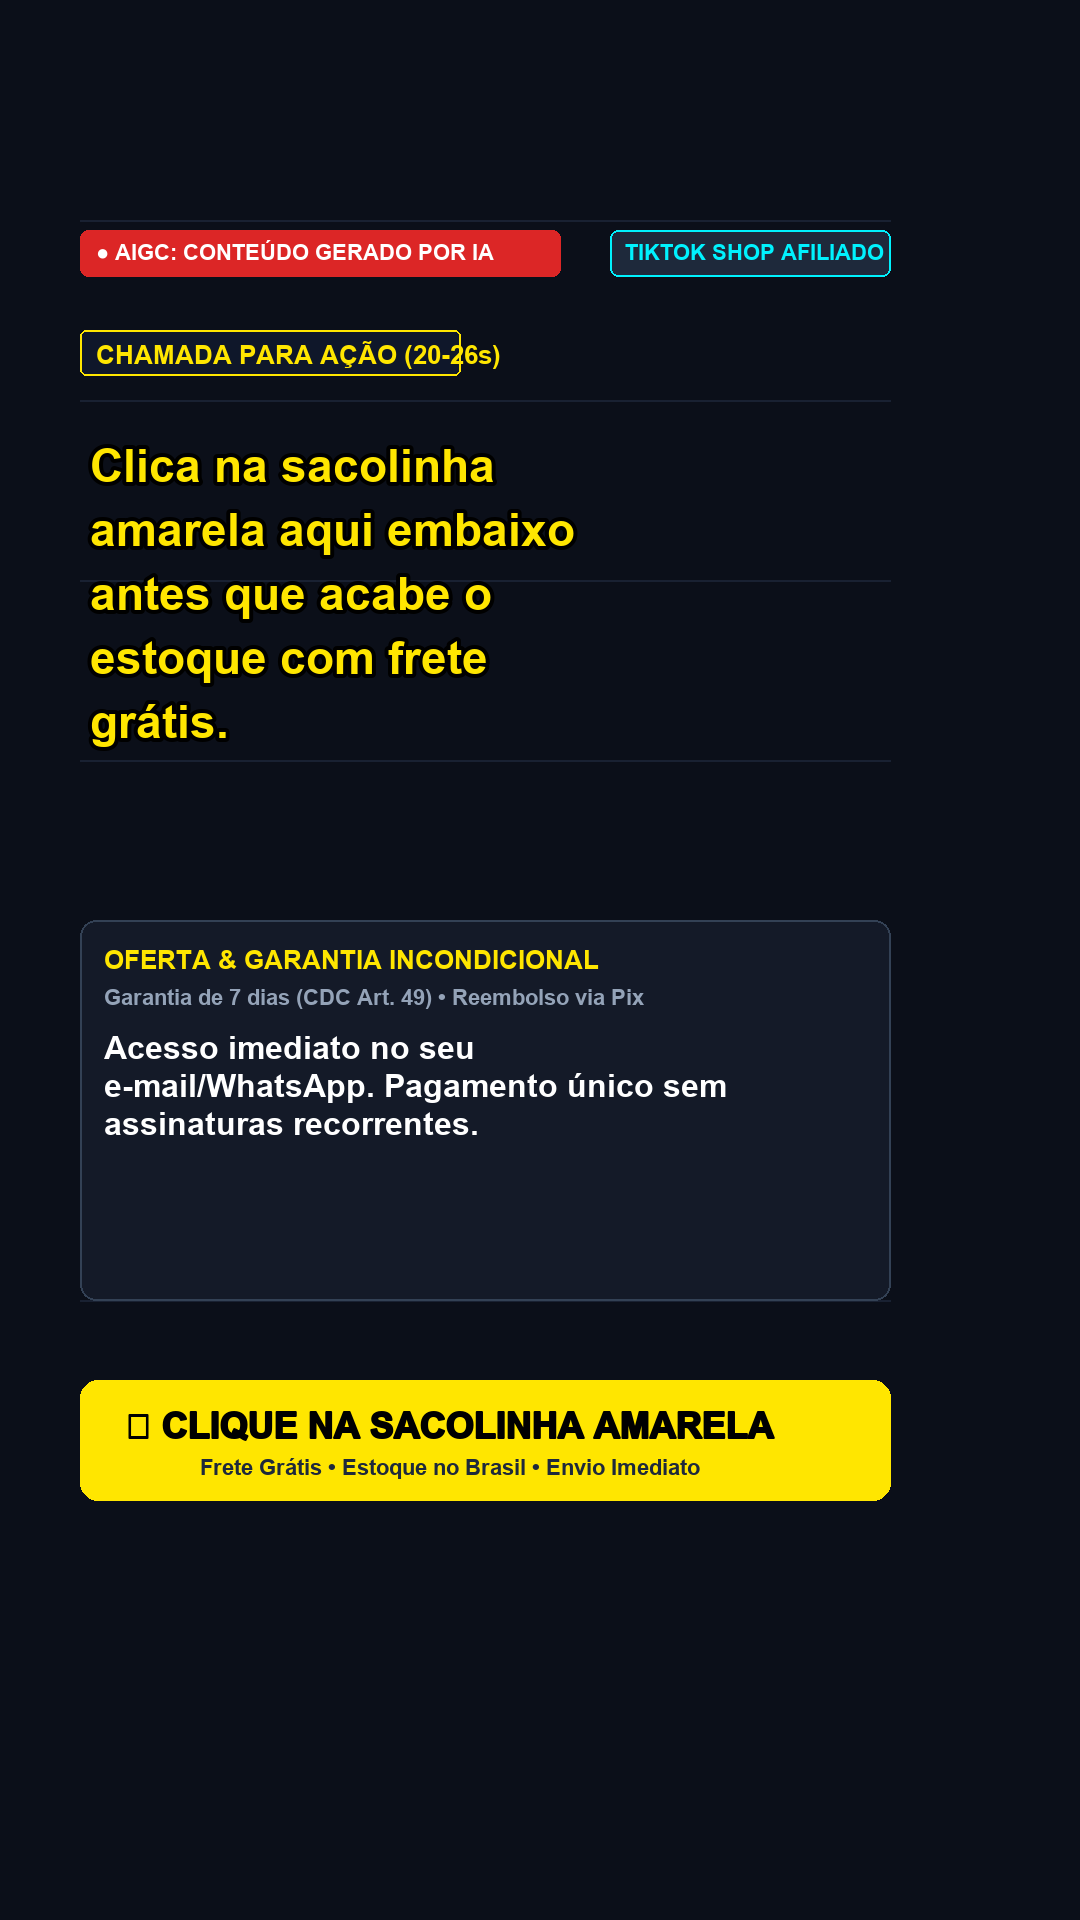 ● AIGC: CONTEÚDO GERADO POR IA
TIKTOK SHOP AFILIADO
CHAMADA PARA AÇÃO (20-26s)
Clica na sacolinha
amarela aqui embaixo
antes que acabe o
estoque com frete
grátis.
OFERTA & GARANTIA INCONDICIONAL
Garantia de 7 dias (CDC Art. 49) • Reembolso via Pix
Acesso imediato no seu
e-mail/WhatsApp. Pagamento único sem
assinaturas recorrentes.
CLIQUE NA SACOLINHA AMARELA
Frete Grátis • Estoque no Brasil • Envio Imediato